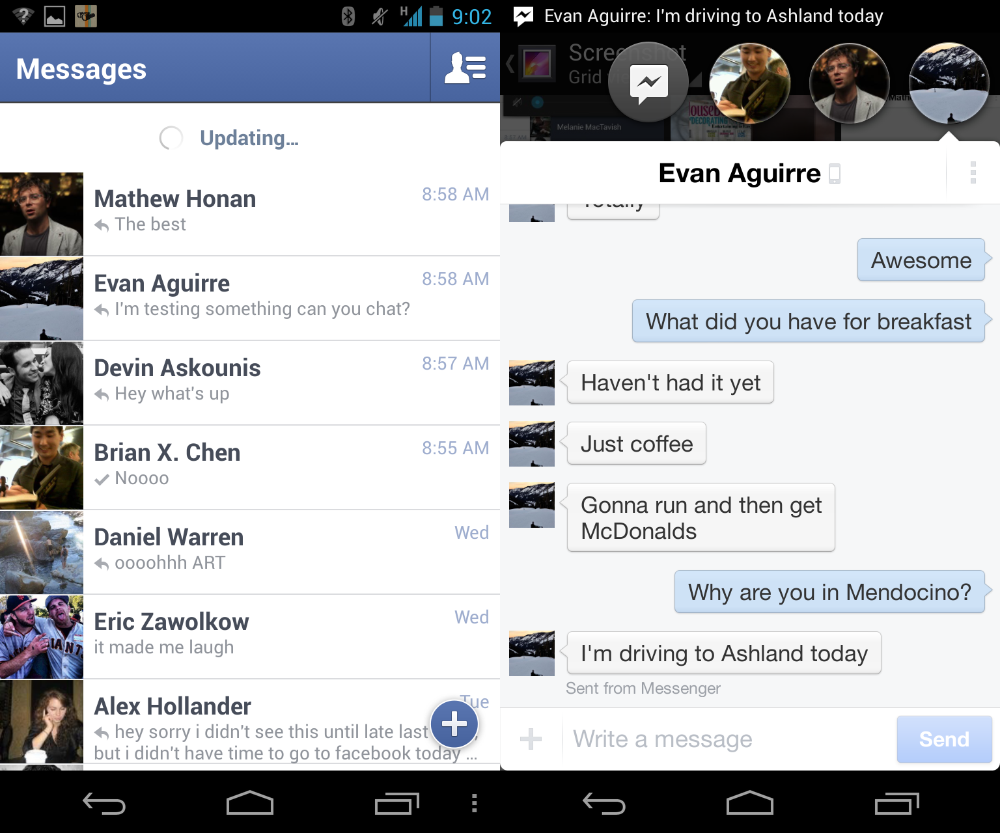 H 9:02
Messages
Updating...
Mathew Honan 8:58 AM
The best
Evan Aguirre 8:58 AM
I'm testing something can you chat?
Devin Askounis 8:57 AM
Hey what's up
Brian X. Chen 8:55 AM
Noooo
Daniel Warren Wed
oooohhh ART
Eric Zawolkow Wed
it made me laugh
IANT
Alex Hollander Tue
hey sorry i didn't see this until late last
but i didn't have time to go to facebook today ...
Evan Aguirre: I'm driving to Ashland today
Screenshot
Grid
Melanie MacTavish
DECORATING
Evan Aguirre
Totally
Awesome
What did you have for breakfast
Haven't had it yet
Just coffee
Gonna run and then get
McDonalds
Why are you in Mendocino?
I'm driving to Ashland today
Sent from Messenger
Write a message
Send